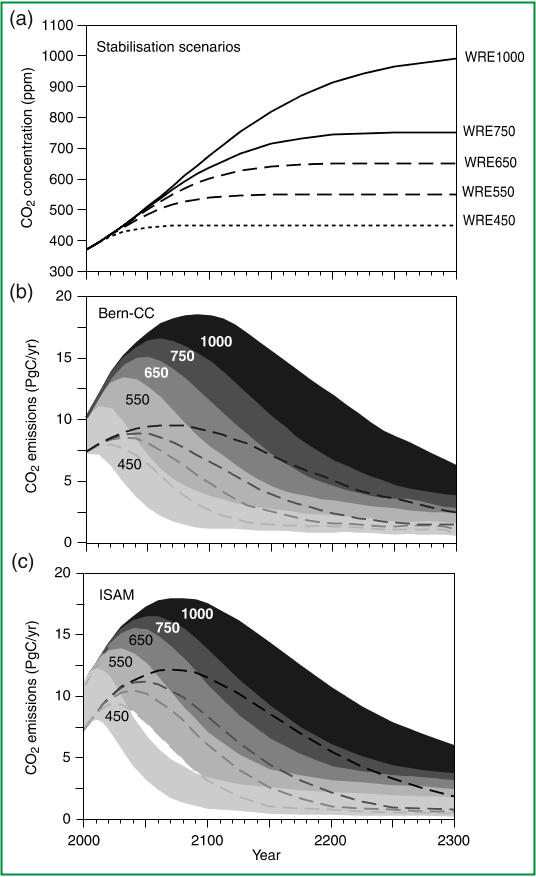 (a)
Stabilisation scenarios
CO2 concentration (ppm)
1100
1000
900
800
700
600
500
400
300
WRE1000
WRE750
WRE650
WRE550
WRE450
(b)
Bern-CC
CO2 emissions (PgC/yr)
20
15
10
5
0
1000
750
650
550
450
(c)
ISAM
CO2 emissions (PgC/yr)
20
15
10
5
0
1000
750
650
550
450
2000 2100 2200 2300
Year